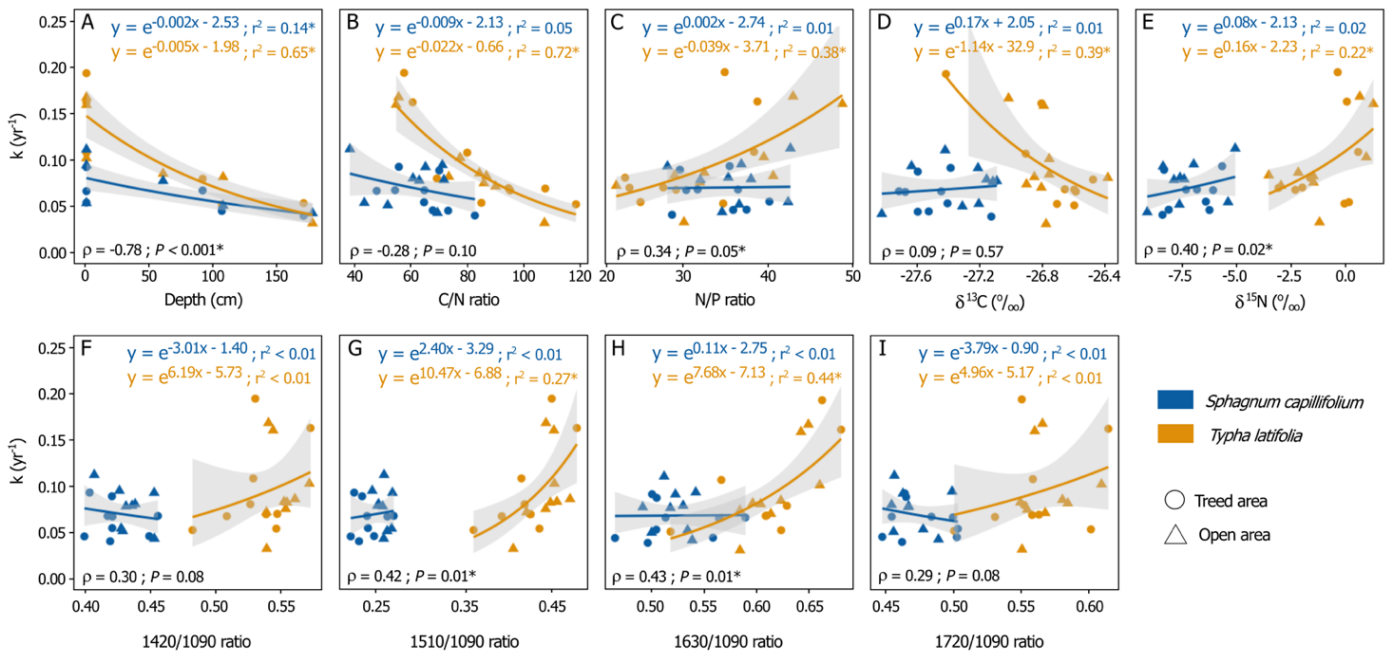 A
y = e^-0.002x - 2.53 ; r² = 0.14*
y = e^-0.005x - 1.98 ; r² = 0.65*
B
y = e^-0.009x - 2.13 ; r² = 0.05
y = e^-0.022x - 0.66 ; r² = 0.72*
C
y = e^0.002x - 2.74 ; r² = 0.01
y = e^-0.039x - 3.71 ; r² = 0.38*
D
y = e^0.17x + 2.05 ; r² = 0.01
y = e^-1.14x - 32.9 ; r² = 0.39*
E
y = e^0.08x - 2.13 ; r² = 0.02
y = e^0.16x - 2.23 ; r² = 0.22*
0.25
0.20
0.15
0.10
0.05
0.00
k (yr⁻¹)
ρ = -0.78 ; P < 0.001*
ρ = -0.28 ; P = 0.10
ρ = 0.34 ; P = 0.05*
ρ = 0.09 ; P = 0.57
ρ = 0.40 ; P = 0.02*
0 50 100 150
40 60 80 100 120
20 30 40 50
-27.6 -27.2 -26.8 -26.4
-7.5 -5.0 -2.5 0.0
Depth (cm)
C/N ratio
N/P ratio
δ¹³C (⁰/₀₀)
δ¹⁵N (⁰/₀₀)
F
y = e^-3.01x - 1.40 ; r² < 0.01
y = e^6.19x - 5.73 ; r² < 0.01
G
y = e^2.40x - 3.29 ; r² < 0.01
y = e^10.47x - 6.88 ; r² = 0.27*
H
y = e^0.11x - 2.75 ; r² < 0.01
y = e^7.68x - 7.13 ; r² = 0.44*
I
y = e^-3.79x - 0.90 ; r² < 0.01
y = e^4.96x - 5.17 ; r² < 0.01
0.25
0.20
0.15
0.10
0.05
0.00
k (yr⁻¹)
ρ = 0.30 ; P = 0.08
ρ = 0.42 ; P = 0.01*
ρ = 0.43 ; P = 0.01*
ρ = 0.29 ; P = 0.08
0.40 0.45 0.50 0.55
0.25 0.35 0.45
0.50 0.55 0.60 0.65
0.45 0.50 0.55 0.60
1420/1090 ratio
1510/1090 ratio
1630/1090 ratio
1720/1090 ratio
Sphagnum capillifolium
Typha latifolia
Treed area
Open area